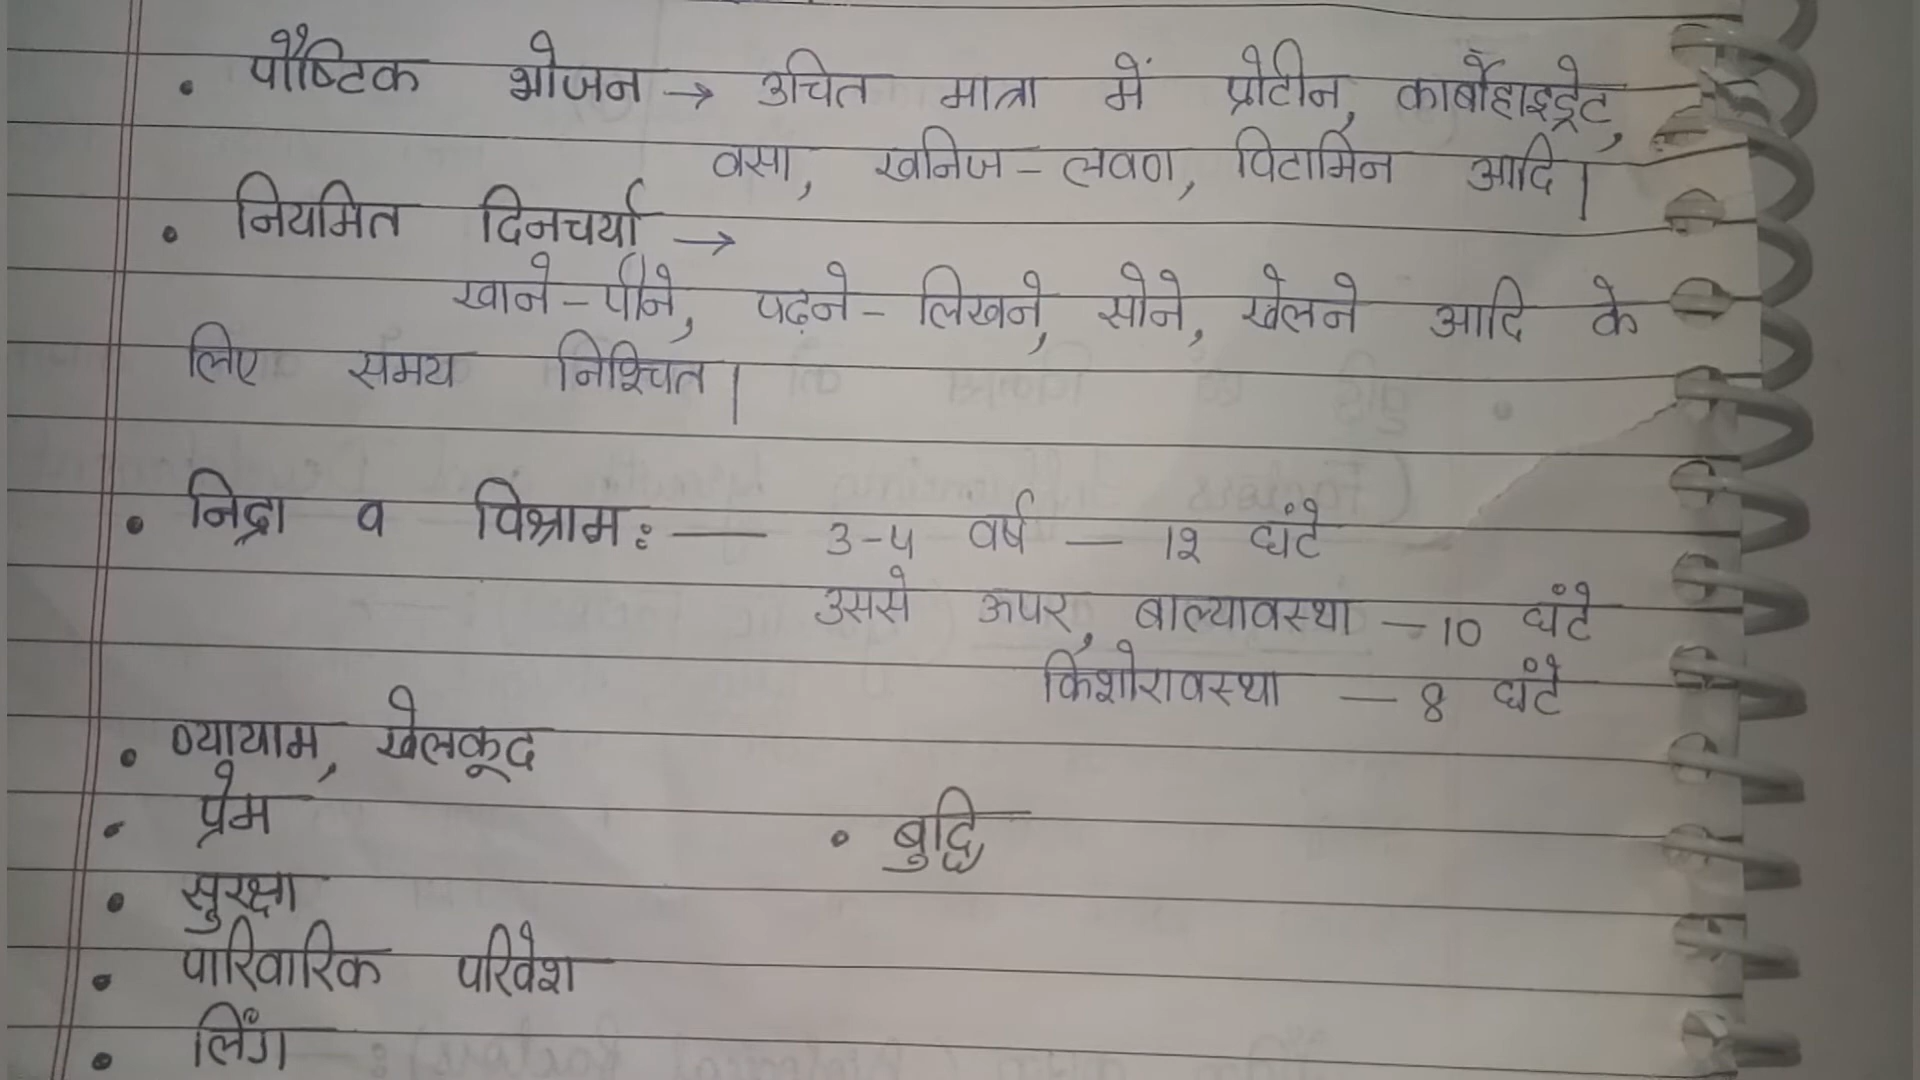 • पौष्टिक भोजन → उचित मात्रा में प्रोटीन, कार्बोहाइड्रेट,
वसा, खनिज - लवण, विटामिन आदि।
• नियमित दिनचर्या →
खाने - पीने, पढ़ने - लिखने, सोने, खेलने आदि के
लिए समय निश्चित।
• निद्रा व विश्राम :— 3-5 वर्ष — 12 घंटे
उससे ऊपर, बाल्यावस्था — 10 घंटे
किशोरावस्था — 8 घंटे
• व्यायाम, खेलकूद
• प्रेम • बुद्धि
• सुरक्षा
• पारिवारिक परिवेश
• लिंग